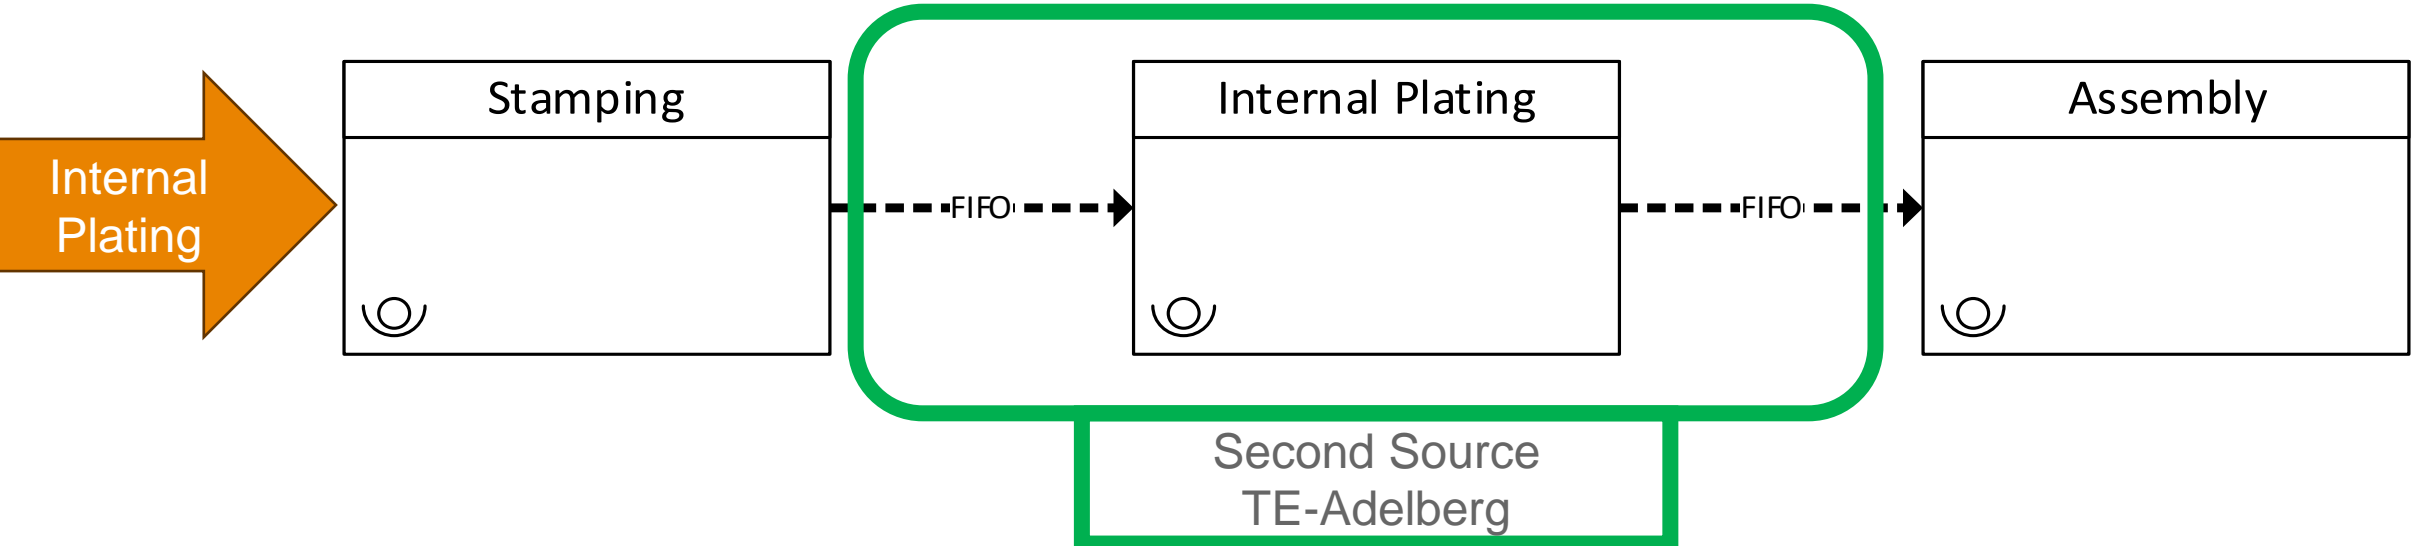 Internal
Plating
Stamping
FIFO
Internal Plating
FIFO
Assembly
Second Source
TE-Adelberg